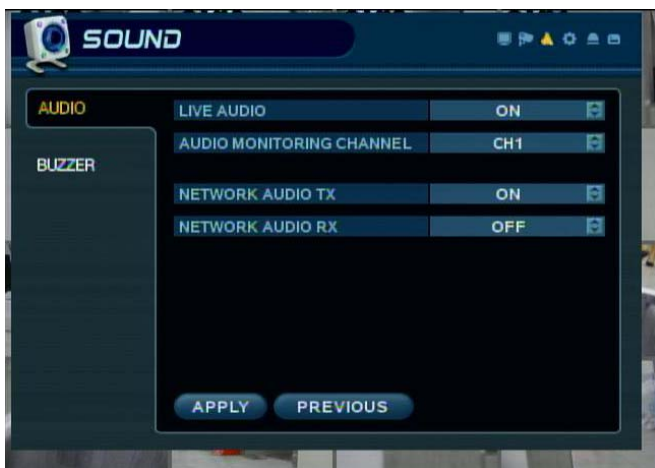 SOUND
AUDIO
BUZZER
LIVE AUDIO ON
AUDIO MONITORING CHANNEL CH1
NETWORK AUDIO TX ON
NETWORK AUDIO RX OFF
APPLY PREVIOUS